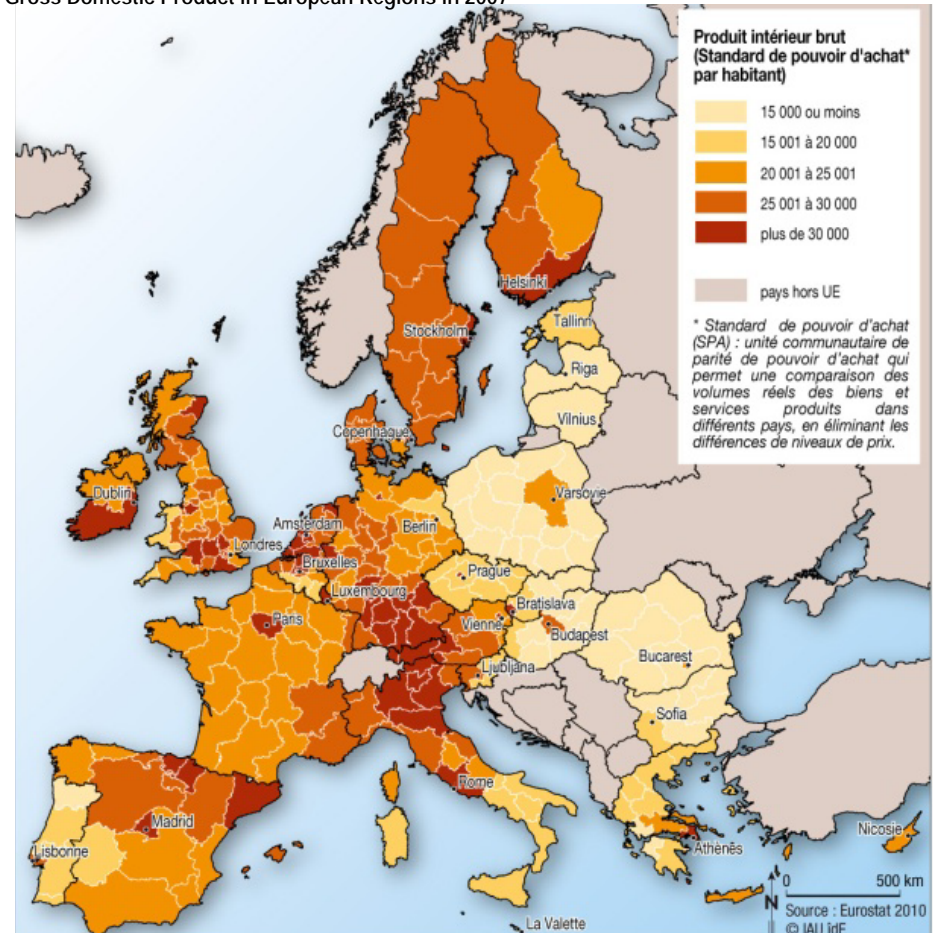 Gross Domestic Product in European Regions in 2007
Produit intérieur brut
(Standard de pouvoir d'achat*
par habitant)
15 000 ou moins
15 001 à 20 000
20 001 à 25 001
25 001 à 30 000
plus de 30 000
pays hors UE
* Standard de pouvoir d'achat
(SPA) : unité communautaire de
parité de pouvoir d'achat qui
permet une comparaison des
volumes réels des biens et
services produits dans
différents pays, en éliminant les
différences de niveaux de prix.
Helsinki
Tallinn
Stockholm
Riga
Vilnius
Copenhague
Dublin
Varsovie
Amsterdam
Berlin
Londres
Bruxelles
Prague
Luxembourg
Bratislava
Paris
Vienne
Budapest
Ljubljana
Bucarest
Sofia
Rome
Madrid
Nicosie
Lisbonne
Athènes
0 500 km
N
Source : Eurostat 2010
La Valette
© IAU îdF